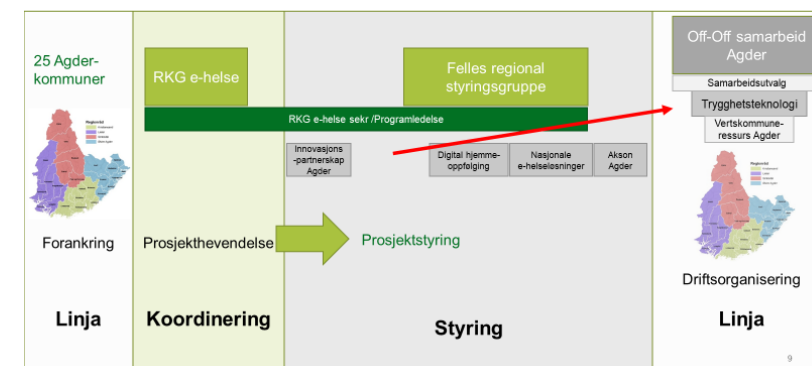 25 Agder-
kommuner
Forankring
Linja
RKG e-helse
Prosjekthevendelse
Koordinering
Felles regional
styringsgruppe
RKG e-helse sekr /Programledelse
Innovasjons
-partnerskap
Agder
Digital hjemme-
oppfølging
Nasjonale
e-helseløsninger
Akson
Agder
Prosjektstyring
Styring
Off-Off samarbeid
Agder
Samarbeidsutvalg
Trygghetsteknologi
Vertskommune-
ressurs Agder
Driftsorganisering
Linja
9